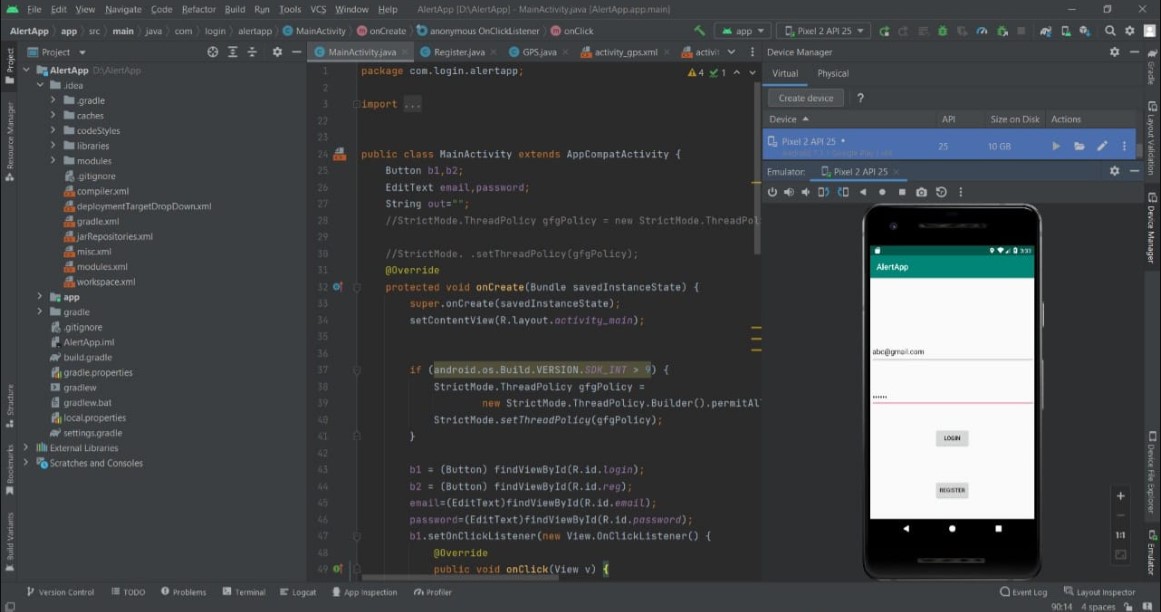 File Edit View Navigate Code Refactor Build Run Tools VCS Window Help AlertApp [D:\AlertApp] - MainActivity.java [AlertApp.app.main]
AlertApp app src main java com login alertapp MainActivity onCreate anonymous OnClickListener onClick app Pixel 2 API 25
Project
MainActivity.java Register.java GPS.java activity_gps.xml activit
Device Manager
AlertApp D:\AlertApp
.idea
.gradle
caches
codeStyles
libraries
modules
.gitignore
compiler.xml
deploymentTargetDropDown.xml
gradle.xml
jarRepositories.xml
misc.xml
modules.xml
workspace.xml
app
gradle
.gitignore
AlertApp.iml
build.gradle
gradle.properties
gradlew
gradlew.bat
local.properties
settings.gradle
External Libraries
Scratches and Consoles
Project
Resource Manager
Structure
Bookmarks
Build Variants
4 1
1 package com.login.alertapp;
2
3 import ...
22
23
24 public class MainActivity extends AppCompatActivity {
25 Button b1,b2;
26 EditText email,password;
27 String out="";
28 //StrictMode.ThreadPolicy gfgPolicy = new StrictMode.ThreadPol
29
30 //StrictMode. .setThreadPolicy(gfgPolicy);
31 @Override
32 protected void onCreate(Bundle savedInstanceState) {
33 super.onCreate(savedInstanceState);
34 setContentView(R.layout.activity_main);
35
36
37 if (android.os.Build.VERSION.SDK_INT > 9) {
38 StrictMode.ThreadPolicy gfgPolicy =
39 new StrictMode.ThreadPolicy.Builder().permitAl
40 StrictMode.setThreadPolicy(gfgPolicy);
41 }
42
43 b1 = (Button) findViewById(R.id.login);
44 b2 = (Button) findViewById(R.id.reg);
45 email=(EditText)findViewById(R.id.email);
46 password=(EditText)findViewById(R.id.password);
47 b1.setOnClickListener(new View.OnClickListener() {
48 @Override
49 public void onClick(View v) {
Virtual Physical
Create device ?
Device API Size on Disk Actions
Pixel 2 API 25 25 10 GB
Emulator: Pixel 2 API 25
AlertApp
abc@gmail.com
LOGIN
REGISTER
1:1
Gradle
Layout Validation
Device Manager
Device File Explorer
Emulator
Version Control TODO Problems Terminal Logcat App Inspection Profiler Event Log Layout Inspector
90:14 4 spaces